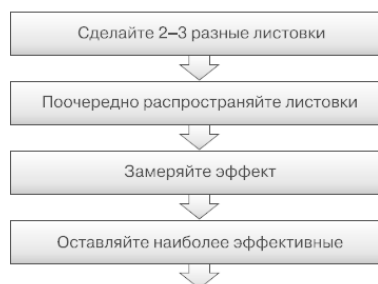 Сделайте 2–3 разные листовки
Поочередно распространяйте листовки
Замеряйте эффект
Оставляйте наиболее эффективные